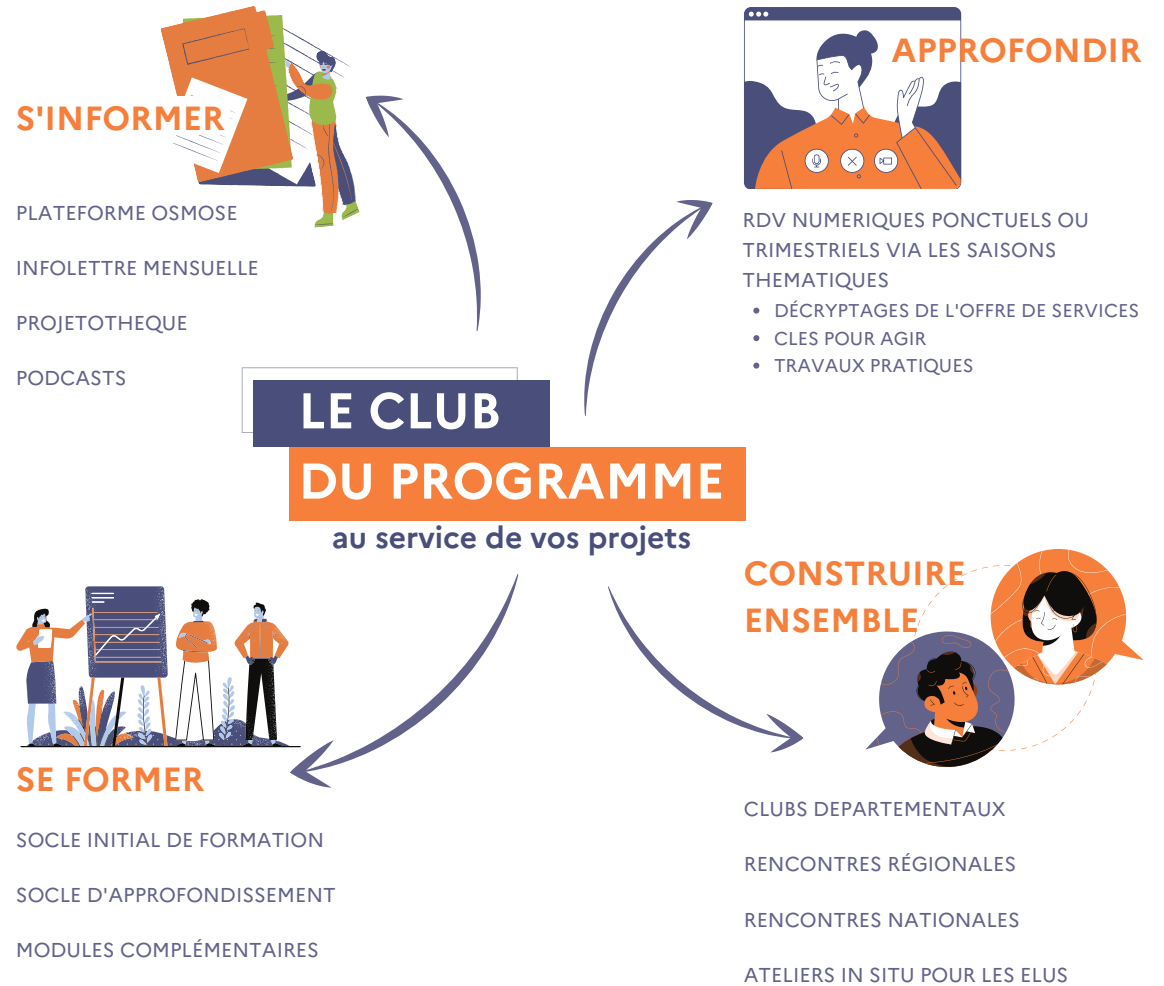 S'INFORMER
PLATEFORME OSMOSE
INFOLETTRE MENSUELLE
PROJETOTHEQUE
PODCASTS
APPROFONDIR
RDV NUMERIQUES PONCTUELS OU
TRIMESTRIELS VIA LES SAISONS
THEMATIQUES
• DÉCRYPTAGES DE L'OFFRE DE SERVICES
• CLES POUR AGIR
• TRAVAUX PRATIQUES
LE CLUB
DU PROGRAMME
au service de vos projets
SE FORMER
SOCLE INITIAL DE FORMATION
SOCLE D'APPROFONDISSEMENT
MODULES COMPLÉMENTAIRES
CONSTRUIRE
ENSEMBLE
CLUBS DEPARTEMENTAUX
RENCONTRES RÉGIONALES
RENCONTRES NATIONALES
ATELIERS IN SITU POUR LES ELUS